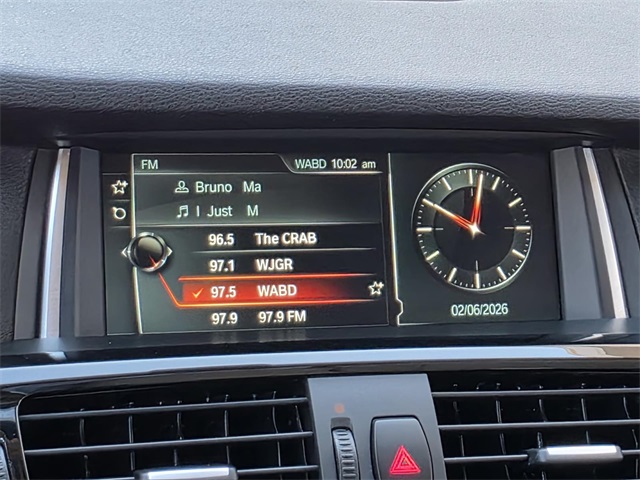 FM
WABD 10:02 am
Bruno Ma
I Just M
96.5 The CRAB
97.1 WJGR
97.5 WABD
97.9 97.9 FM
02/06/2026